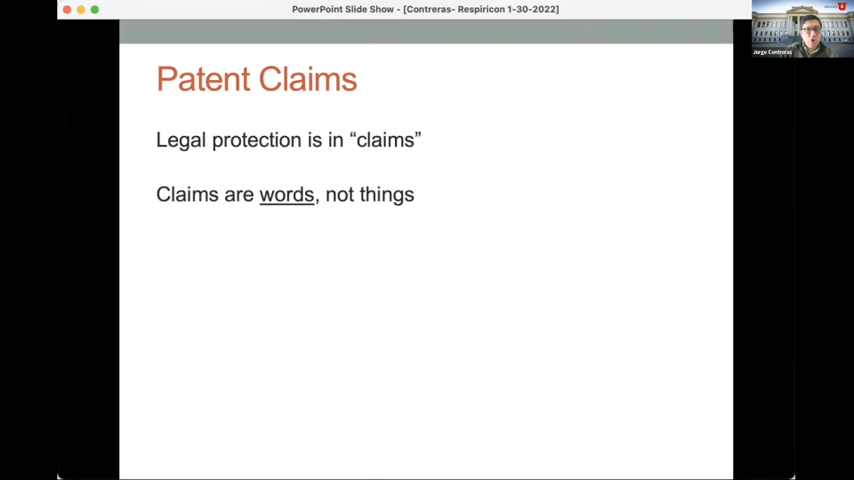 PowerPoint Slide Show - [Contreras- Respiricon 1-30-2022]
Jorge Contreras
Patent Claims
Legal protection is in “claims”
Claims are words, not things